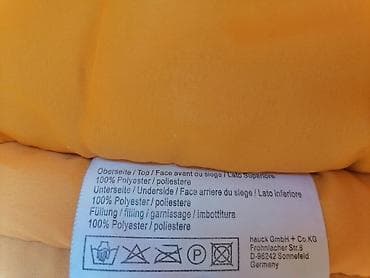 Oberseite / Top / Face avant du siege / Lato Superiore
100% Polyester / poliestere
Unterseite / Underside / Face arriere du siege / Lato inferiore
100% Polyester / poliestere
Füllung / filling / garnissage / imbottitura
100% Polyester / poliestere
hauck GmbH + Co.KG
Frohnlacher Str.8
D-96242 Sonnefeld
Germany
P